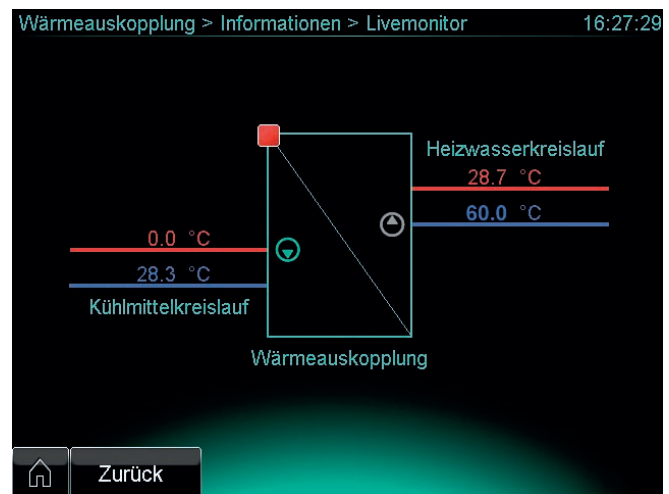 Wärmeauskopplung > Informationen > Livemonitor 16:27:29
Heizwasserkreislauf
28.7 °C
60.0 °C
0.0 °C
28.3 °C
Kühlmittelkreislauf
Wärmeauskopplung
Zurück